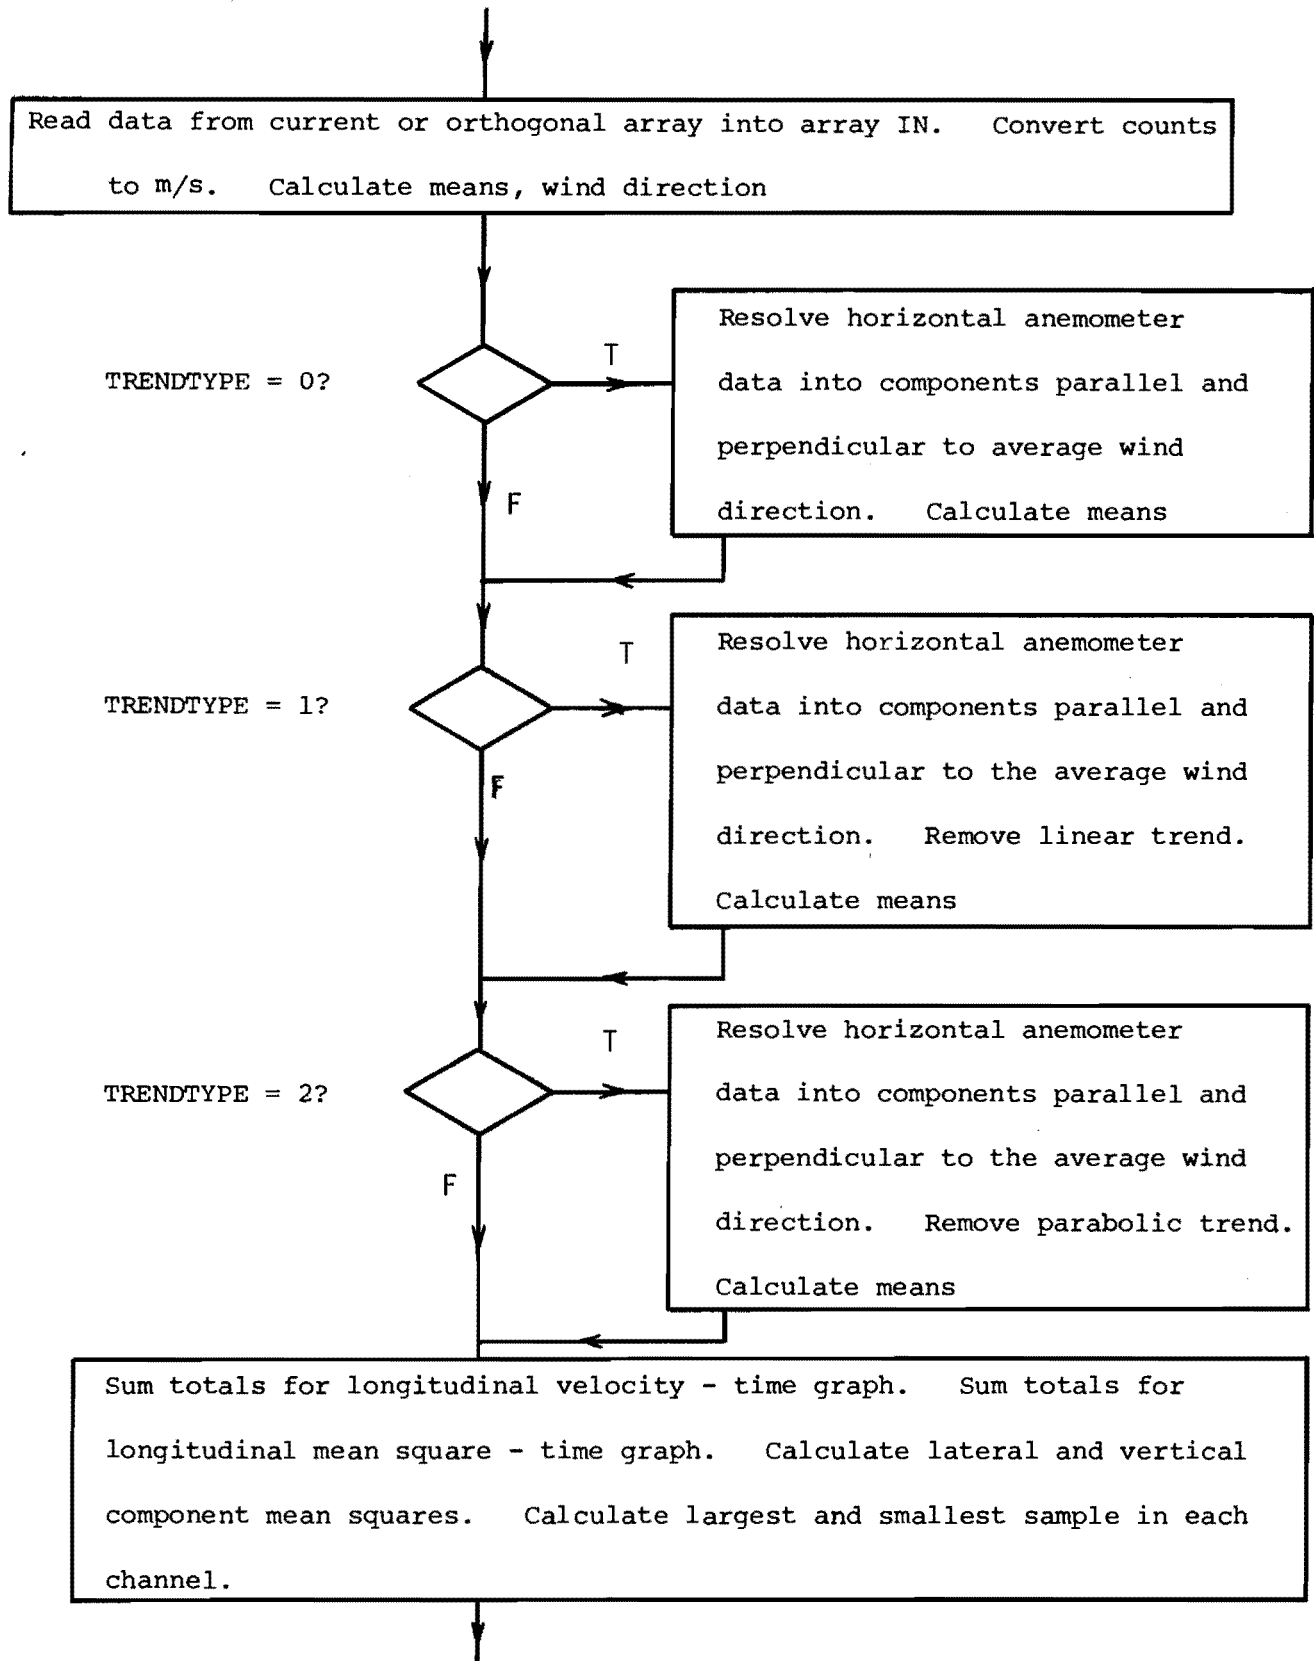 Read data from current or orthogonal array into array IN. Convert counts
to m/s. Calculate means, wind direction
TRENDTYPE = 0?
T
F
Resolve horizontal anemometer
data into components parallel and
perpendicular to average wind
direction. Calculate means
TRENDTYPE = 1?
T
F
Resolve horizontal anemometer
data into components parallel and
perpendicular to the average wind
direction. Remove linear trend.
Calculate means
TRENDTYPE = 2?
T
F
Resolve horizontal anemometer
data into components parallel and
perpendicular to the average wind
direction. Remove parabolic trend.
Calculate means
Sum totals for longitudinal velocity - time graph. Sum totals for
longitudinal mean square - time graph. Calculate lateral and vertical
component mean squares. Calculate largest and smallest sample in each
channel.